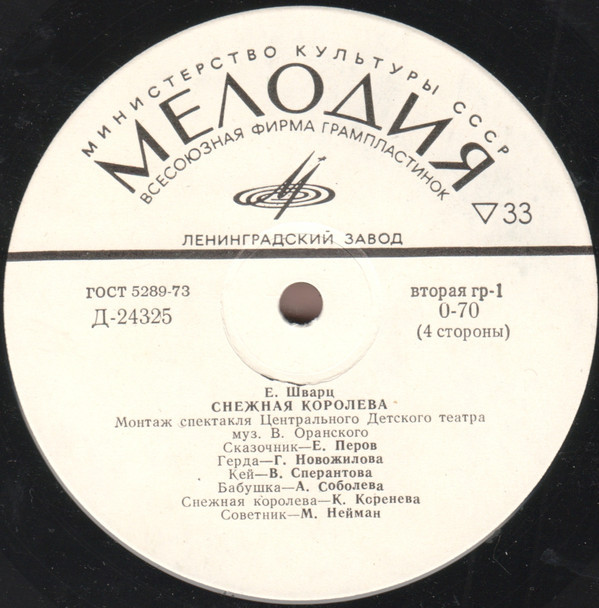 МИНИСТЕРСТВО КУЛЬТУРЫ СССР
МЕЛОДИЯ
ВСЕСОЮЗНАЯ ФИРМА ГРАМПЛАСТИНОК
▽33
ЛЕНИНГРАДСКИЙ ЗАВОД
ГОСТ 5289-73
Д-24325
вторая гр-1
0-70
(4 стороны)
Е. Шварц
СНЕЖНАЯ КОРОЛЕВА
Монтаж спектакля Центрального Детского театра
муз. В. Оранского
Сказочник—Е. Перов
Герда—Г. Новожилова
Кей—В. Сперантова
Бабушка—А. Соболева
Снежная королева—К. Коренева
Советник—М. Нейман